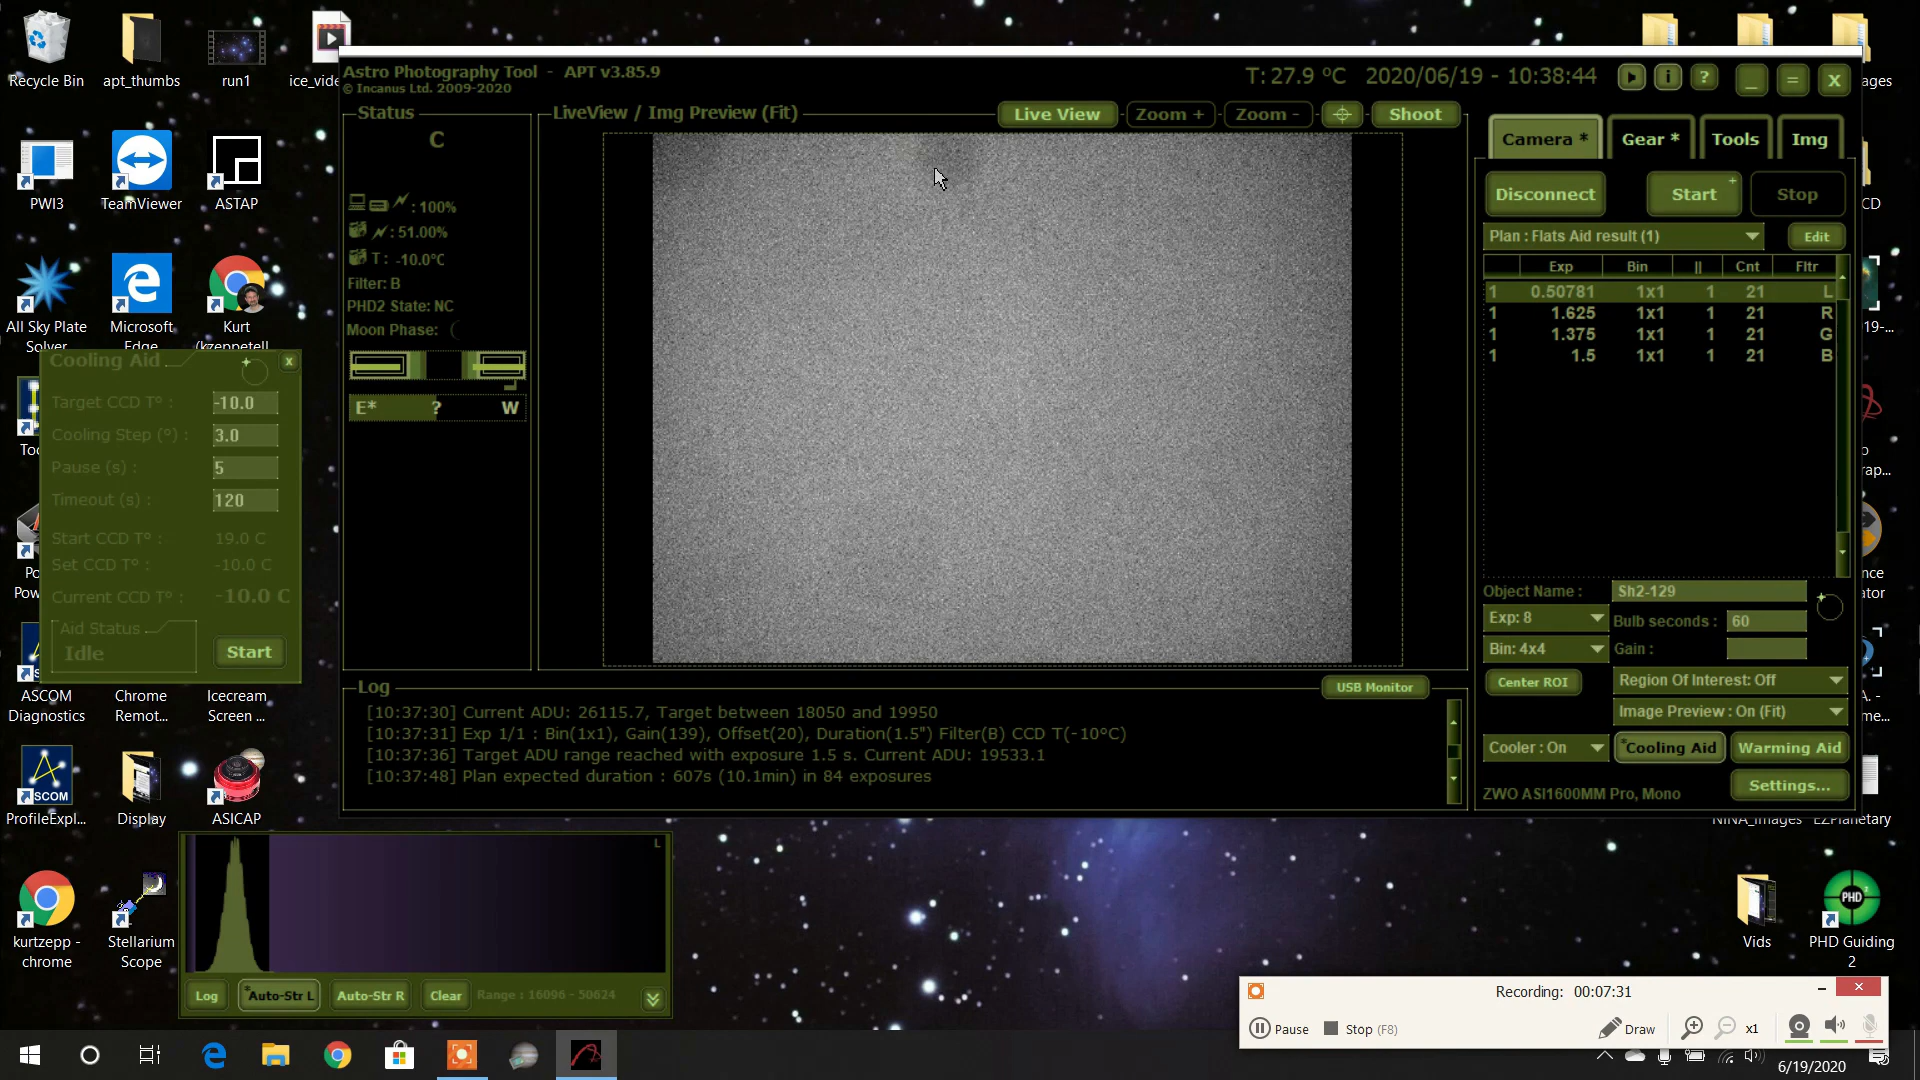 Recycle Bin
apt_thumbs
run1
ice_vide
PWI3
TeamViewer
ASTAP
All Sky Plate
Solver
Microsoft
Edge
Kurt
(kzeppetell
Astro Photography Tool - APT v3.85.9
© Incanus Ltd. 2009-2020
T: 27.9 °C 2020/06/19 - 10:38:44
i ? _ = x
Status
C
: 100%
: 51.00%
T : -10.0°C
Filter: B
PHD2 State: NC
Moon Phase:
E* ? W
LiveView / Img Preview (Fit)
Live View
Zoom +
Zoom -
Shoot
Camera *
Gear *
Tools
Img
Disconnect
Start +
Stop
Plan : Flats Aid result (1)
Edit
Exp Bin || Cnt Fltr
1 0.50781 1x1 1 21 L
1 1.625 1x1 1 21 R
1 1.375 1x1 1 21 G
1 1.5 1x1 1 21 B
Object Name : Sh2-129
Exp: 8
Bulb seconds : 60
Bin: 4x4
Gain :
Center ROI
Region Of Interest: Off
Image Preview : On (Fit)
Cooler : On
*Cooling Aid
Warming Aid
ZWO ASI1600MM Pro, Mono
Settings...
Log
USB Monitor
[10:37:30] Current ADU: 26115.7, Target between 18050 and 19950
[10:37:31] Exp 1/1 : Bin(1x1), Gain(139), Offset(20), Duration(1.5") Filter(B) CCD T(-10°C)
[10:37:36] Target ADU range reached with exposure 1.5 s. Current ADU: 19533.1
[10:37:48] Plan expected duration : 607s (10.1min) in 84 exposures
Cooling Aid
x
Target CCD T° : -10.0
Cooling Step (°) : 3.0
Pause (s) : 5
Timeout (s) : 120
Start CCD T° : 19.0 C
Set CCD T° : -10.0 C
Current CCD T° : -10.0 C
Aid Status
Idle
Start
ASCOM
Diagnostics
Chrome
Remot...
Icecream
Screen ...
SCOM
ProfileExpl...
Display
ASICAP
kurtzepp -
chrome
Stellarium
Scope
L
Log
*Auto-Str L
Auto-Str R
Clear
Range : 16096 - 50624
NINA_images
EZPlanetary
Vids
PHD
2
PHD Guiding
2
Recording: 00:07:31
Pause
Stop (F8)
Draw
x1
6/19/2020